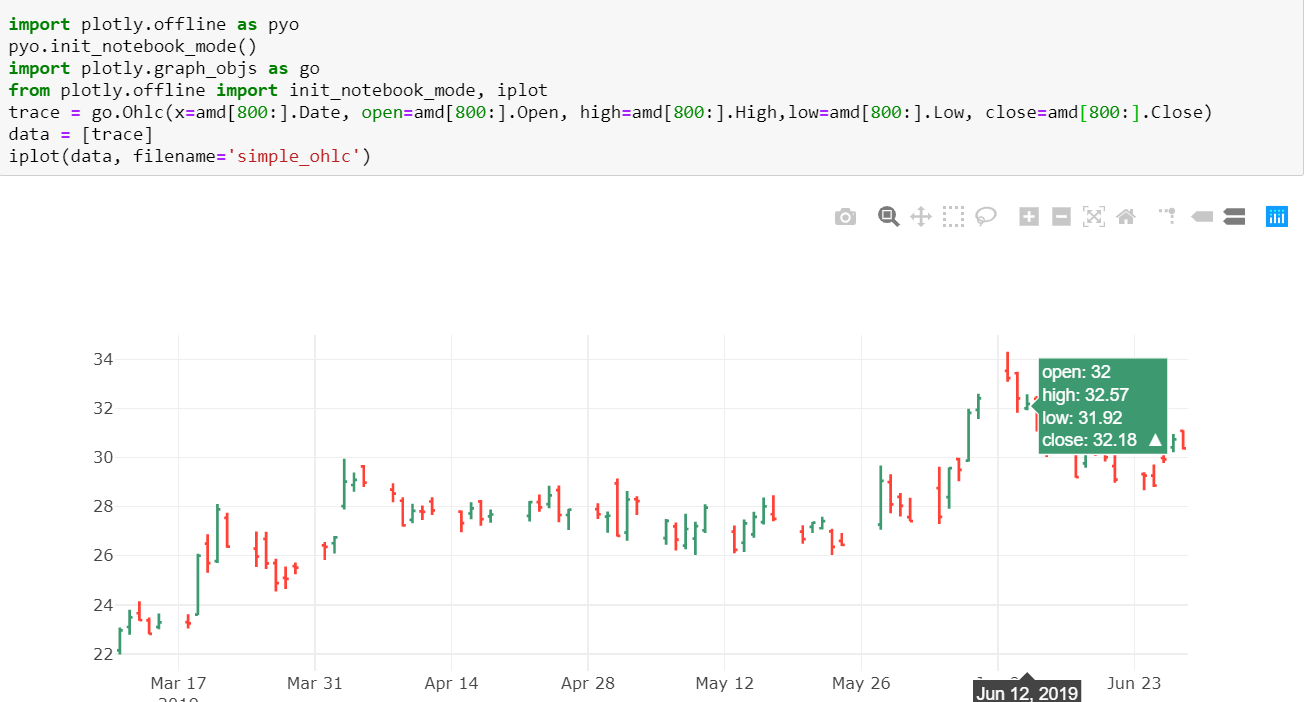 import plotly.offline as pyo
pyo.init_notebook_mode()
import plotly.graph_objs as go
from plotly.offline import init_notebook_mode, iplot
trace = go.Ohlc(x=amd[800:].Date, open=amd[800:].Open, high=amd[800:].High,low=amd[800:].Low, close=amd[800:].Close)
data = [trace]
iplot(data, filename='simple_ohlc')
34
open: 32
high: 32.57
32
low: 31.92
close: 32.18 ▲
30
28
26
24
22
Mar 17
Mar 31
Apr 14
Apr 28
May 12
May 26
Jun 23
2019
Jun 12, 2019